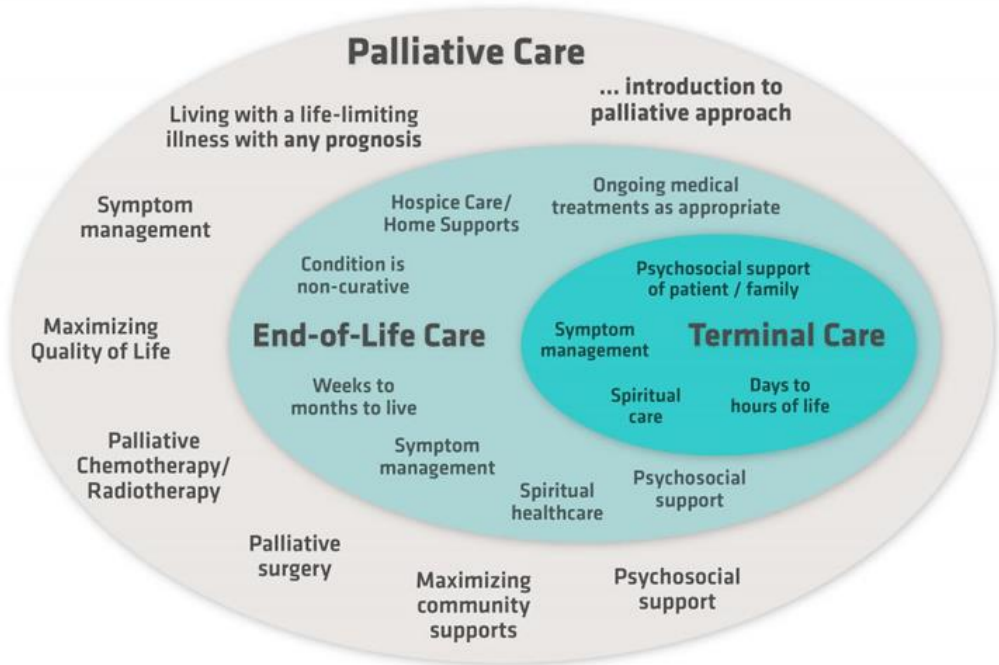 Palliative Care
... introduction to
palliative approach
Living with a life-limiting
illness with any prognosis
Symptom
management
Maximizing
Quality of Life
Palliative
Chemotherapy/
Radiotherapy
Palliative
surgery
Maximizing
community
supports
Psychosocial
support
Hospice Care/
Home Supports
Ongoing medical
treatments as appropriate
Condition is
non-curative
End-of-Life Care
Weeks to
months to live
Symptom
management
Spiritual
healthcare
Psychosocial
support
Psychosocial support
of patient / family
Symptom
management
Terminal Care
Spiritual
care
Days to
hours of life